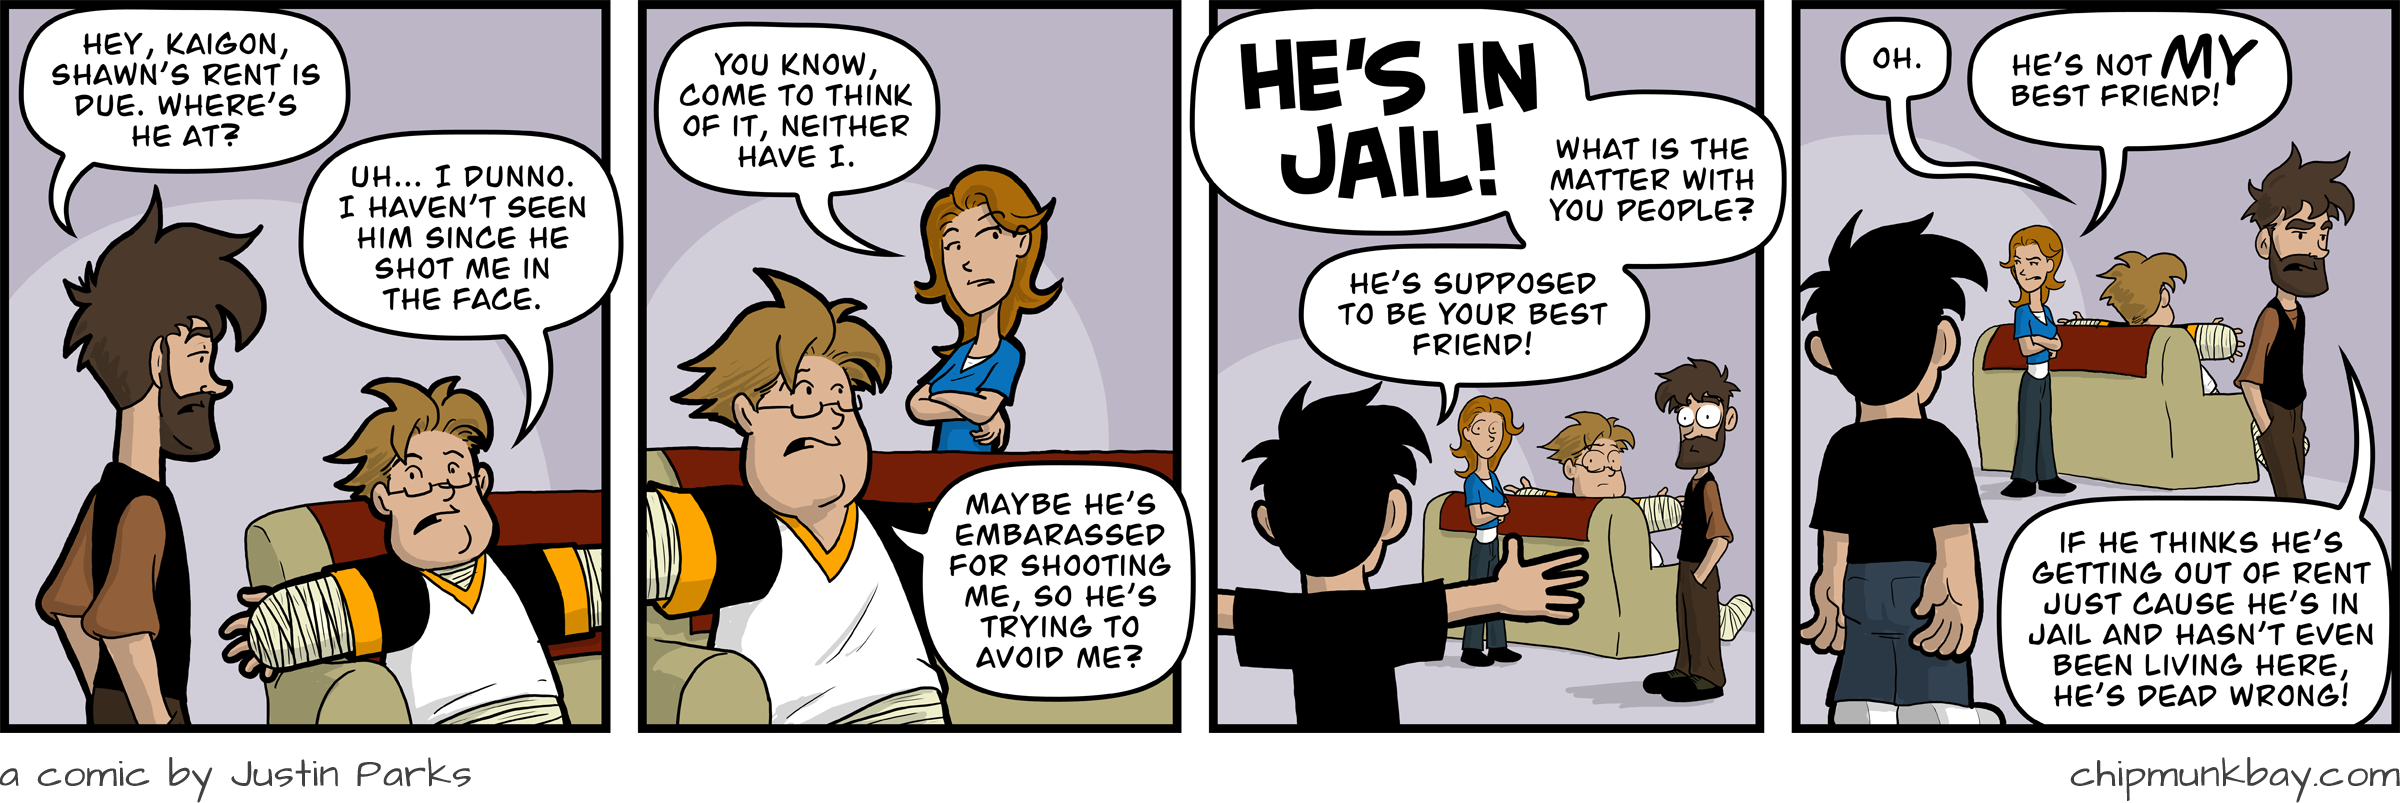 HEY, KAIGON,
SHAWN'S RENT IS
DUE. WHERE'S
HE AT?
UH... I DUNNO.
I HAVEN'T SEEN
HIM SINCE HE
SHOT ME IN
THE FACE.
YOU KNOW,
COME TO THINK
OF IT, NEITHER
HAVE I.
MAYBE HE'S
EMBARASSED
FOR SHOOTING
ME, SO HE'S
TRYING TO
AVOID ME?
HE'S IN
JAIL!
WHAT IS THE
MATTER WITH
YOU PEOPLE?
HE'S SUPPOSED
TO BE YOUR BEST
FRIEND!
OH.
HE'S NOT MY
BEST FRIEND!
IF HE THINKS HE'S
GETTING OUT OF RENT
JUST CAUSE HE'S IN
JAIL AND HASN'T EVEN
BEEN LIVING HERE,
HE'S DEAD WRONG!
a comic by Justin Parks
chipmunkbay.com